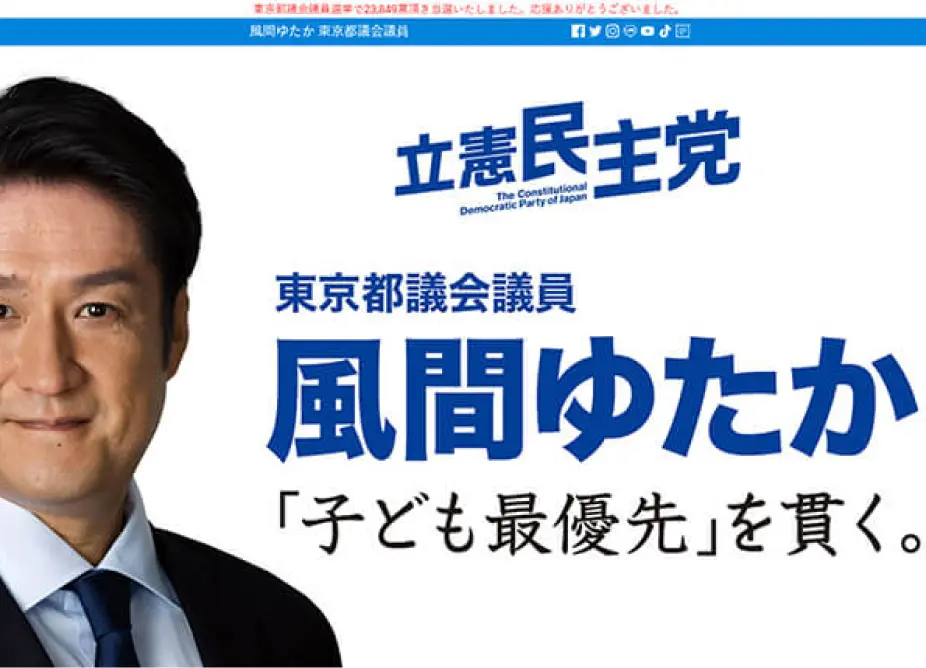 東京都議会議員選挙で23,849票頂き当選いたしました。応援ありがとうございました。
風間ゆたか 東京都議会議員
立憲民主党
The Constitutional
Democratic Party of Japan
東京都議会議員
風間ゆたか
「子ども最優先」を貫く。